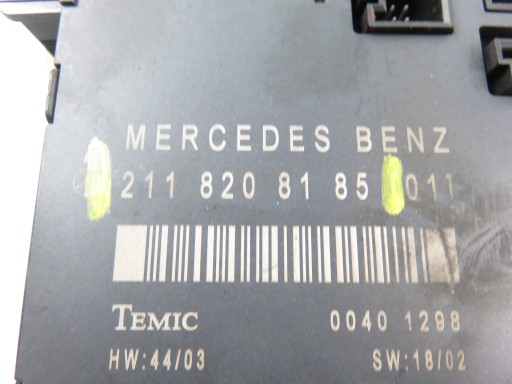 MERCEDES BENZ
211 820 81 85 011
TEMIC 0040 1298
HW:44/03 SW:18/02